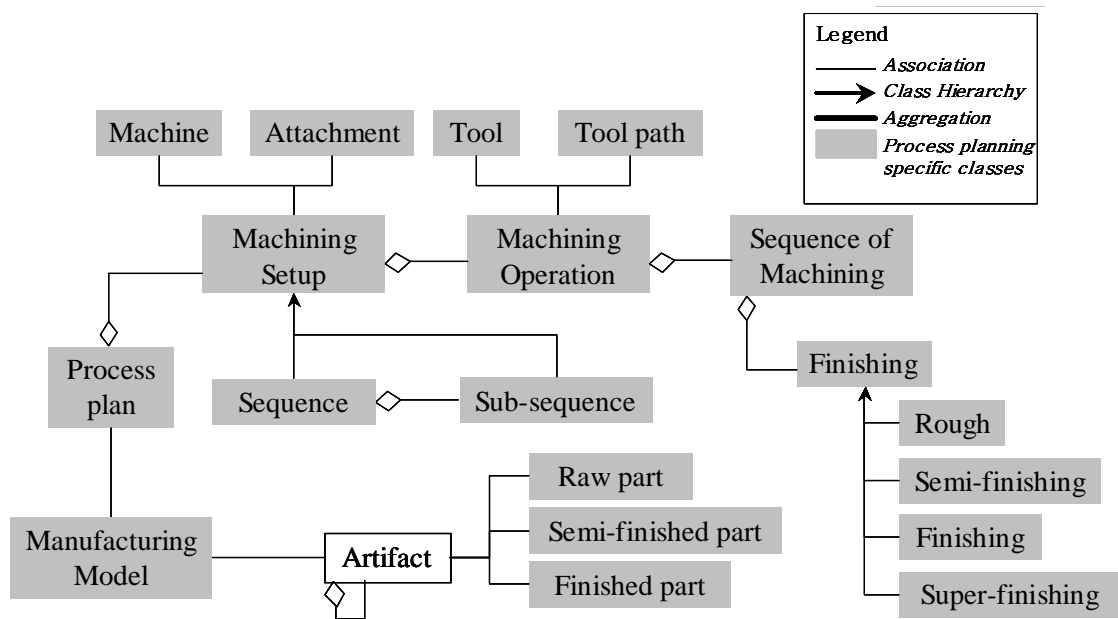 Legend
Association
Class Hierarchy
Aggregation
Process planning
specific classes
Machine
Attachment
Tool
Tool path
Machining
Setup
Machining
Operation
Sequence of
Machining
Process
plan
Sequence
Sub-sequence
Finishing
Rough
Semi-finishing
Finishing
Super-finishing
Raw part
Semi-finished part
Finished part
Manufacturing
Model
Artifact